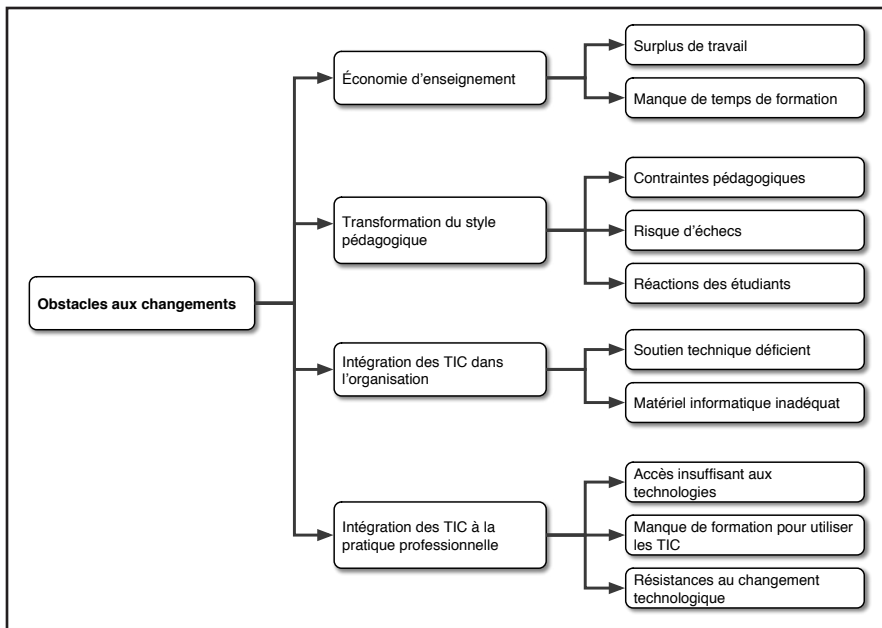 Obstacles aux changements
Économie d'enseignement
Surplus de travail
Manque de temps de formation
Transformation du style
pédagogique
Contraintes pédagogiques
Risque d'échecs
Réactions des étudiants
Intégration des TIC dans
l'organisation
Soutien technique déficient
Matériel informatique inadéquat
Intégration des TIC à la
pratique professionnelle
Accès insuffisant aux
technologies
Manque de formation pour utiliser
les TIC
Résistances au changement
technologique